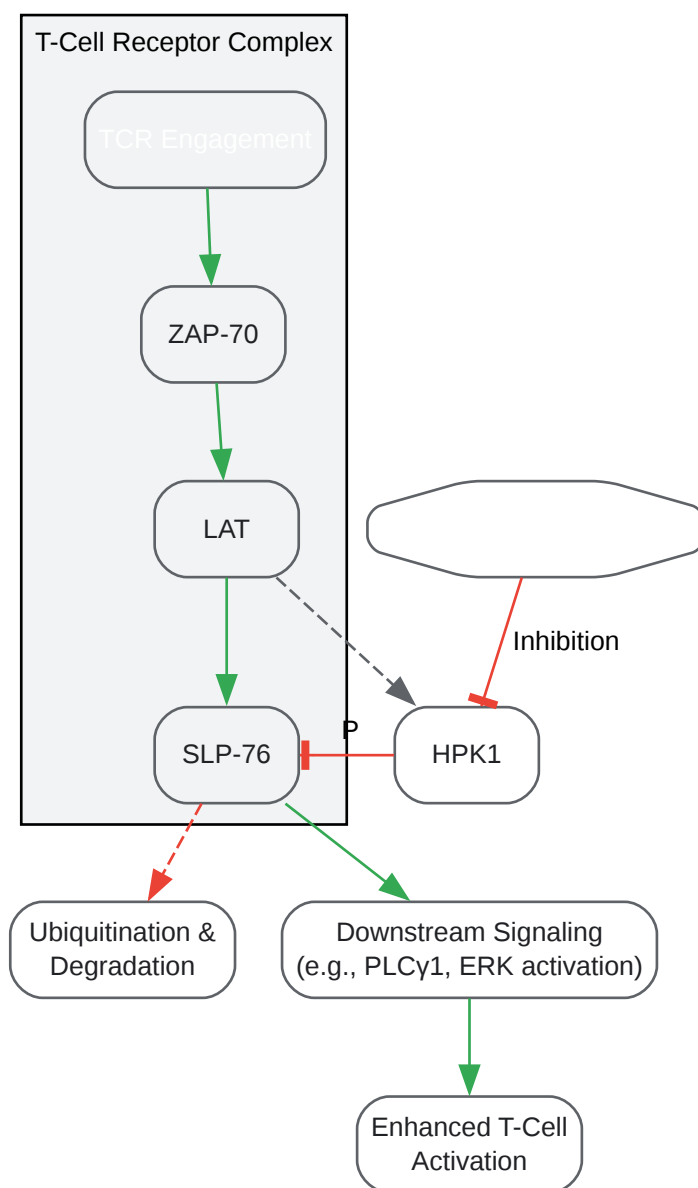 T-Cell Receptor Complex
TCR Engagement
ZAP-70
LAT
Inhibition
P
SLP-76
HPK1
Ubiquitination &
Degradation
Downstream Signaling
(e.g., PLCγ1, ERK activation)
Enhanced T-Cell
Activation